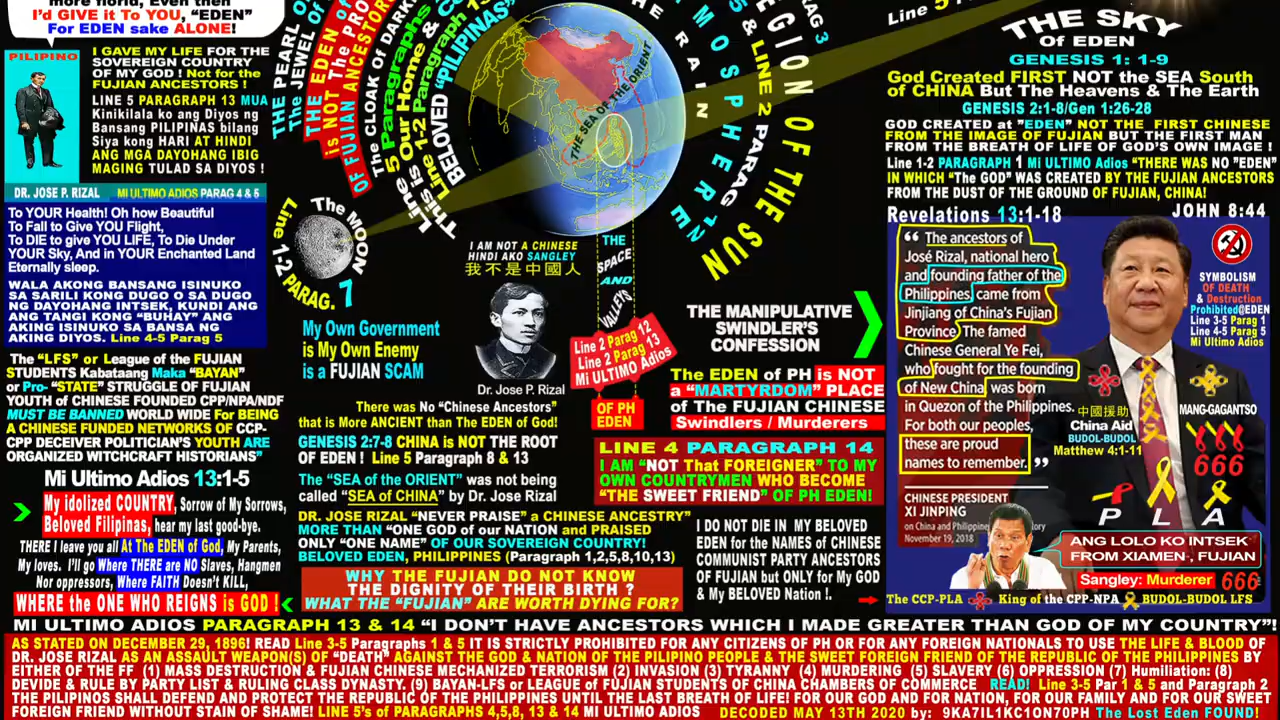 more florid, Even then
I'd GIVE it To YOU, "EDEN"
For EDEN sake ALONE!
PILIPINO
I GAVE MY LIFE FOR THE
SOVEREIGN COUNTRY
OF MY GOD ! Not for the
FUJIAN ANCESTORS !
LINE 5 PARAGRAPH 13 MUA
Kinikilala ko ang Diyos ng
Bansang PILIPINAS bilang
Siya kong HARI AT HINDI
ANG MGA DAYOHANG IBIG
MAGING TULAD SA DIYOS !
DR. JOSE P. RIZAL
MI ULTIMO ADIOS PARAG 4 & 5
To YOUR Health! Oh how Beautiful
To Fall to Give YOU Flight,
To DIE to give YOU LIFE, To Die Under
YOUR Sky, And in YOUR Enchanted Land
Eternally sleep.
WALA AKONG BANSANG ISINUKO
SA SARILI KONG DUGO O SA DUGO
NG DAYOHANG INTSEK, KUNDI ANG
ANG TANGI KONG "BUHAY" ANG
AKING ISINUKO SA BANSA NG
AKING DIYOS. Line 4-5 Parag 5
The "LFS" or League of the FUJIAN
STUDENTS Kabataang Maka "BAYAN"
or Pro- "STATE" STRUGGLE OF FUJIAN
YOUTH of CHINESE FOUNDED CPP/NPA/NDF
MUST BE BANNED WORLD WIDE For BEING
A CHINESE FUNDED NETWORKS OF CCP-
CPP DECEIVER POLITICIAN'S YOUTH ARE
ORGANIZED WITCHCRAFT HISTORIANS"
Mi Ultimo Adios 13:1-5
My idolized COUNTRY, Sorrow of My Sorrows,
Beloved Filipinas, hear my last good-bye.
THERE I leave you all At The EDEN of God, My Parents,
My loves. I'll go Where THERE are NO Slaves, Hangmen
Nor oppressors, Where FAITH Doesn't KILL,
WHERE the ONE WHO REIGNS is GOD !
THE PEARL OF
The JEWEL OF
THE EDEN of
is NOT The PRO
OF FUJIAN ANCESTOR
The CLOAK of DARK
Line 5 Paragraphs
is Our Home &
This is
Line 1-2 Paragraph 13
BELOVED "PILIPINAS"
THE SEA OF THE ORIENT
THE RAIN
ATMOSPHERE
REGION OF THE SUN
5 & LINE 2 PARAG
PARAG 3
Line 5
The MOON
Line 1-2 PARAG. 7
I AM NOT A CHINESE
HINDI AKO SANGLEY
我 不 是 中 國 人
Dr. Jose P. Rizal
THE
SPACE
AND
VALLEYS
Line 2 Parag 12
Line 2 Parag 13
Mi ULTIMO Adios
OF PH
EDEN
My Own Government
is My Own Enemy
is a FUJIAN SCAM
There was No "Chinese Ancestors"
that is More ANCIENT than The EDEN of God!
GENESIS 2:7-8 CHINA is NOT THE ROOT
OF EDEN ! Line 5 Paragraph 8 & 13
The "SEA of the ORIENT" was not being
called "SEA of CHINA" by Dr. Jose Rizal
DR. JOSE RIZAL "NEVER PRAISE" a CHINESE ANCESTRY"
MORE THAN "ONE GOD of our NATION and PRAISED
ONLY "ONE NAME" OF OUR SOVEREIGN COUNTRY!
BELOVED EDEN, PHILIPPINES (Paragraph 1,2,5,8,10,13)
WHY THE FUJIAN DO NOT KNOW
THE DIGNITY OF THEIR BIRTH ?
WHAT THE "FUJIAN" ARE WORTH DYING FOR?
THE MANIPULATIVE
SWINDLER'S
CONFESSION
The EDEN of PH is NOT
a "MARTYRDOM" PLACE
of The FUJIAN CHINESE
Swindlers / Murderers
LINE 4 PARAGRAPH 14
I AM "NOT That FOREIGNER" TO MY
OWN COUNTRYMEN WHO BECOME
"THE SWEET FRIEND" OF PH EDEN!
I DO NOT DIE IN MY BELOVED
EDEN for the NAMES of CHINESE
COMMUNIST PARTY ANCESTORS
OF FUJIAN but ONLY for My GOD
& My BELOVED Nation !.
THE SKY
Of EDEN
GENESIS 1: 1-9
God Created FIRST NOT the SEA South
of CHINA But The Heavens & The Earth
GENESIS 2:1-8/Gen 1:26-28
GOD CREATED at "EDEN" NOT THE FIRST CHINESE
FROM THE IMAGE OF FUJIAN BUT THE FIRST MAN
FROM THE BREATH OF LIFE OF GOD'S OWN IMAGE !
Line 1-2 PARAGRAPH 1 Mi ULTIMO Adios "THERE WAS NO "EDEN"
IN WHICH "The GOD" WAS CREATED BY THE FUJIAN ANCESTORS
FROM THE DUST OF THE GROUND OF FUJIAN, CHINA!
Revelations 13:1-18
JOHN 8:44
“ The ancestors of
José Rizal, national hero
and founding father of the
Philippines, came from
Jinjiang of China's Fujian
Province. The famed
Chinese General Ye Fei,
who fought for the founding
of New China was born
in Quezon of the Philippines.
For both our peoples,
these are proud
names to remember. ”
CHINESE PRESIDENT
XI JINPING
on China and Philippine
tory
November 19, 2018
SYMBOLISM
OF DEATH
& Destruction
Prohibited@EDEN
Line 3-5 Parag 1
Line 4-5 Parag 5
Mi Ultimo Adios
中國援助
China Aid
BUDOL-BUDOL
Matthew 4:1-11
MANG-GAGANTSO
666
P L A
ANG LOLO KO INTSEK
FROM XIAMEN , FUJIAN
Sangley: Murderer 666
The CCP-PLA King of the CPP-NPA BUDOL-BUDOL LFS
MI ULTIMO ADIOS PARAGRAPH 13 & 14 "I DON'T HAVE ANCESTORS WHICH I MADE GREATER THAN GOD OF MY COUNTRY"!
AS STATED ON DECEMBER 29, 1896! READ Line 3-5 Paragraphs 1 & 5 IT IS STRICTLY PROHIBITED FOR ANY CITIZENS OF PH OR FOR ANY FOREIGN NATIONALS TO USE THE LIFE & BLOOD OF
DR. JOSE RIZAL AS AN ASSAULT WEAPON(S) OF "DEATH" AGAINST THE GOD & NATION OF THE PILIPINO PEOPLE & THE SWEET FOREIGN FRIEND OF THE REPUBLIC OF THE PHILIPPINES BY
EITHER OF THE FF (1) MASS DESTRUCTION & FUJIAN CHINESE MECHANIZED TERRORISM (2) INVASION (3) TYRANNY (4) MURDERING (5) SLAVERY (6) OPPRESSION (7) Humiliation: (8)
DEVIDE & RULE BY PARTY LIST & RULING CLASS DYNASTY. (9) BAYAN-LFS or LEAGUE of FUJIAN STUDENTS OF CHINA CHAMBERS OF COMMERCE READ! Line 3-5 Par 1 & 5 and Paragraph 2
THE PILIPINOS SHALL DEFEND AND PROTECT THE REPUBLIC OF THE PHILIPPINES UNTIL THE LAST BREATH OF LIFE! FOR OUR GOD AND FOR NATION, FOR OUR FAMILY AND FOR OUR SWEET
FOREIGN FRIEND WITHOUT STAIN OF SHAME! LINE 5's of PARAGRAPHS 4,5,8, 13 & 14 MI ULTIMO ADIOS DECODED MAY 13TH 2020 by: 9KA7IL1KC1ON70PH The Lost Eden FOUND!